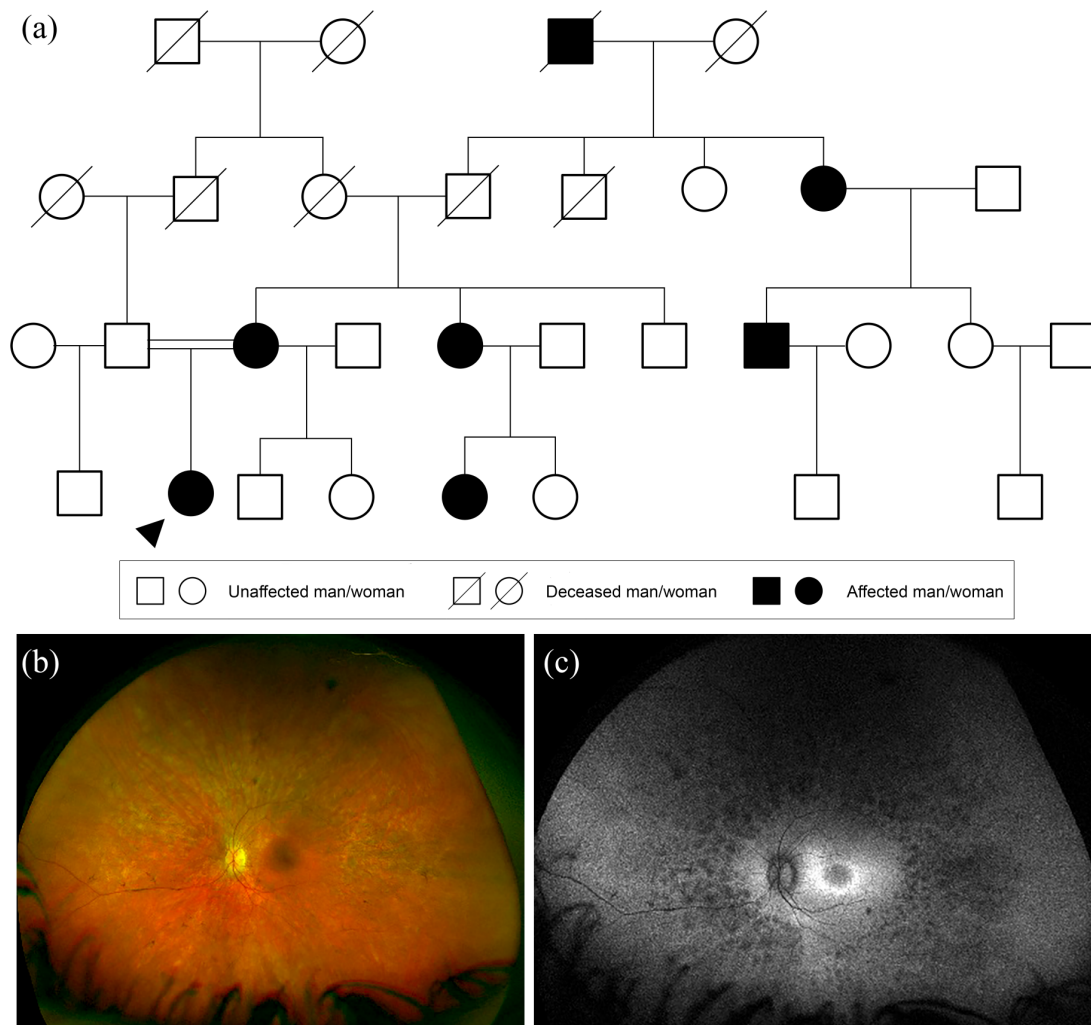 (a)
Unaffected man/woman
Deceased man/woman
Affected man/woman
(b)
(c)